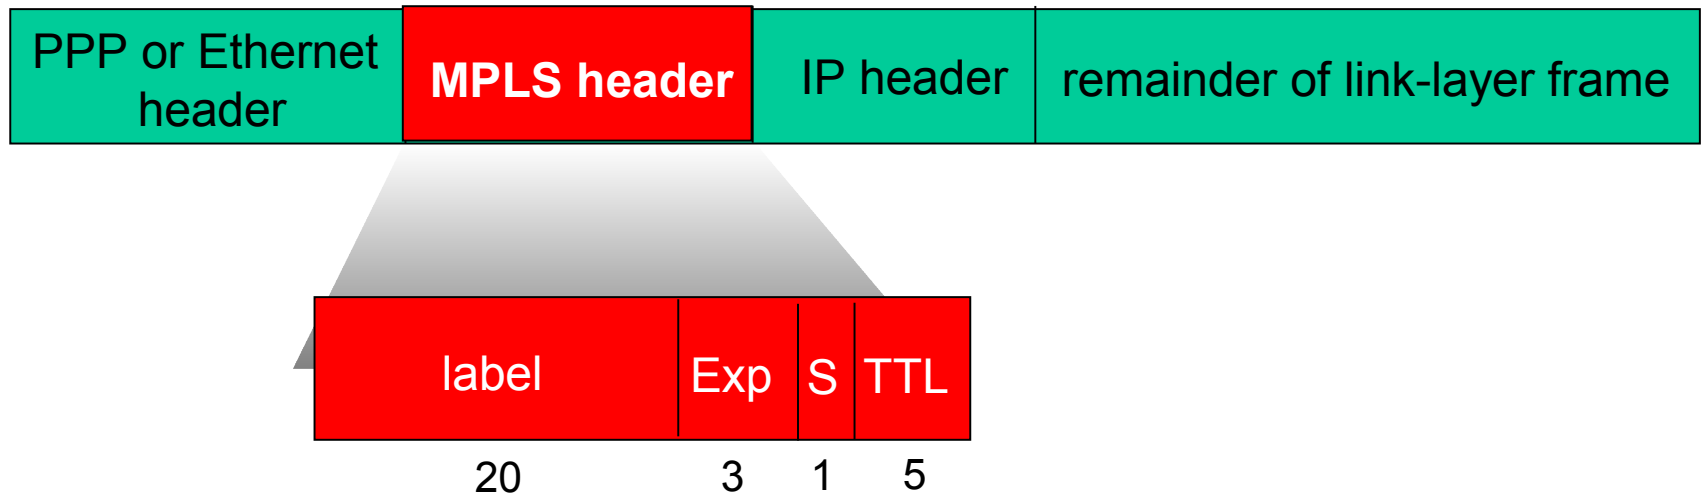 PPP or Ethernet
header
MPLS header
IP header
remainder of link-layer frame
label
Exp
S
TTL
20
3
1
5